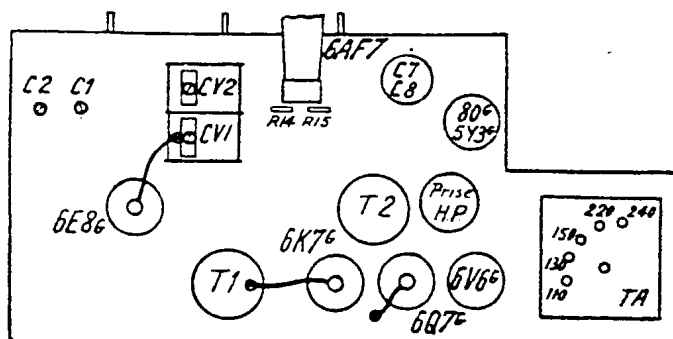 6AF7
C2 C1
CV2
C7
C8
R14 R15
80G
5Y3G
CV1
6E8G
T2
Prise
HP
220 240
150
130
110
TA
6K7G
T1
6V6G
6Q7G